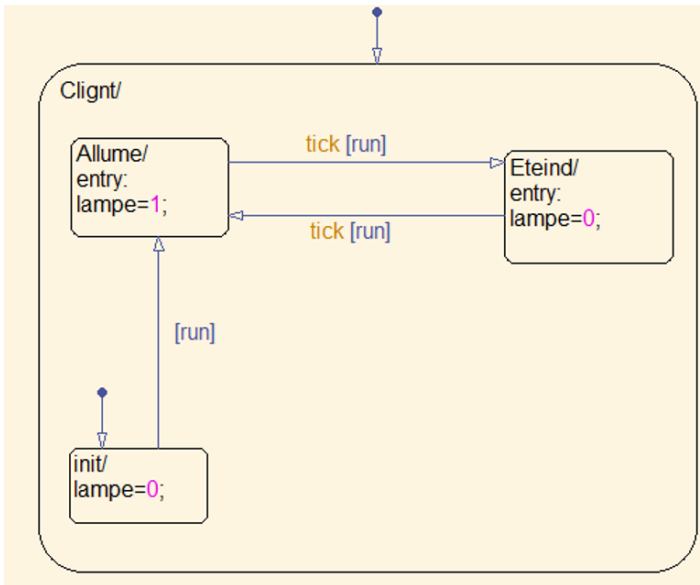 Clignt/
Allume/
entry:
lampe=1;
tick [run]
Eteind/
entry:
lampe=0;
tick [run]
[run]
init/
lampe=0;